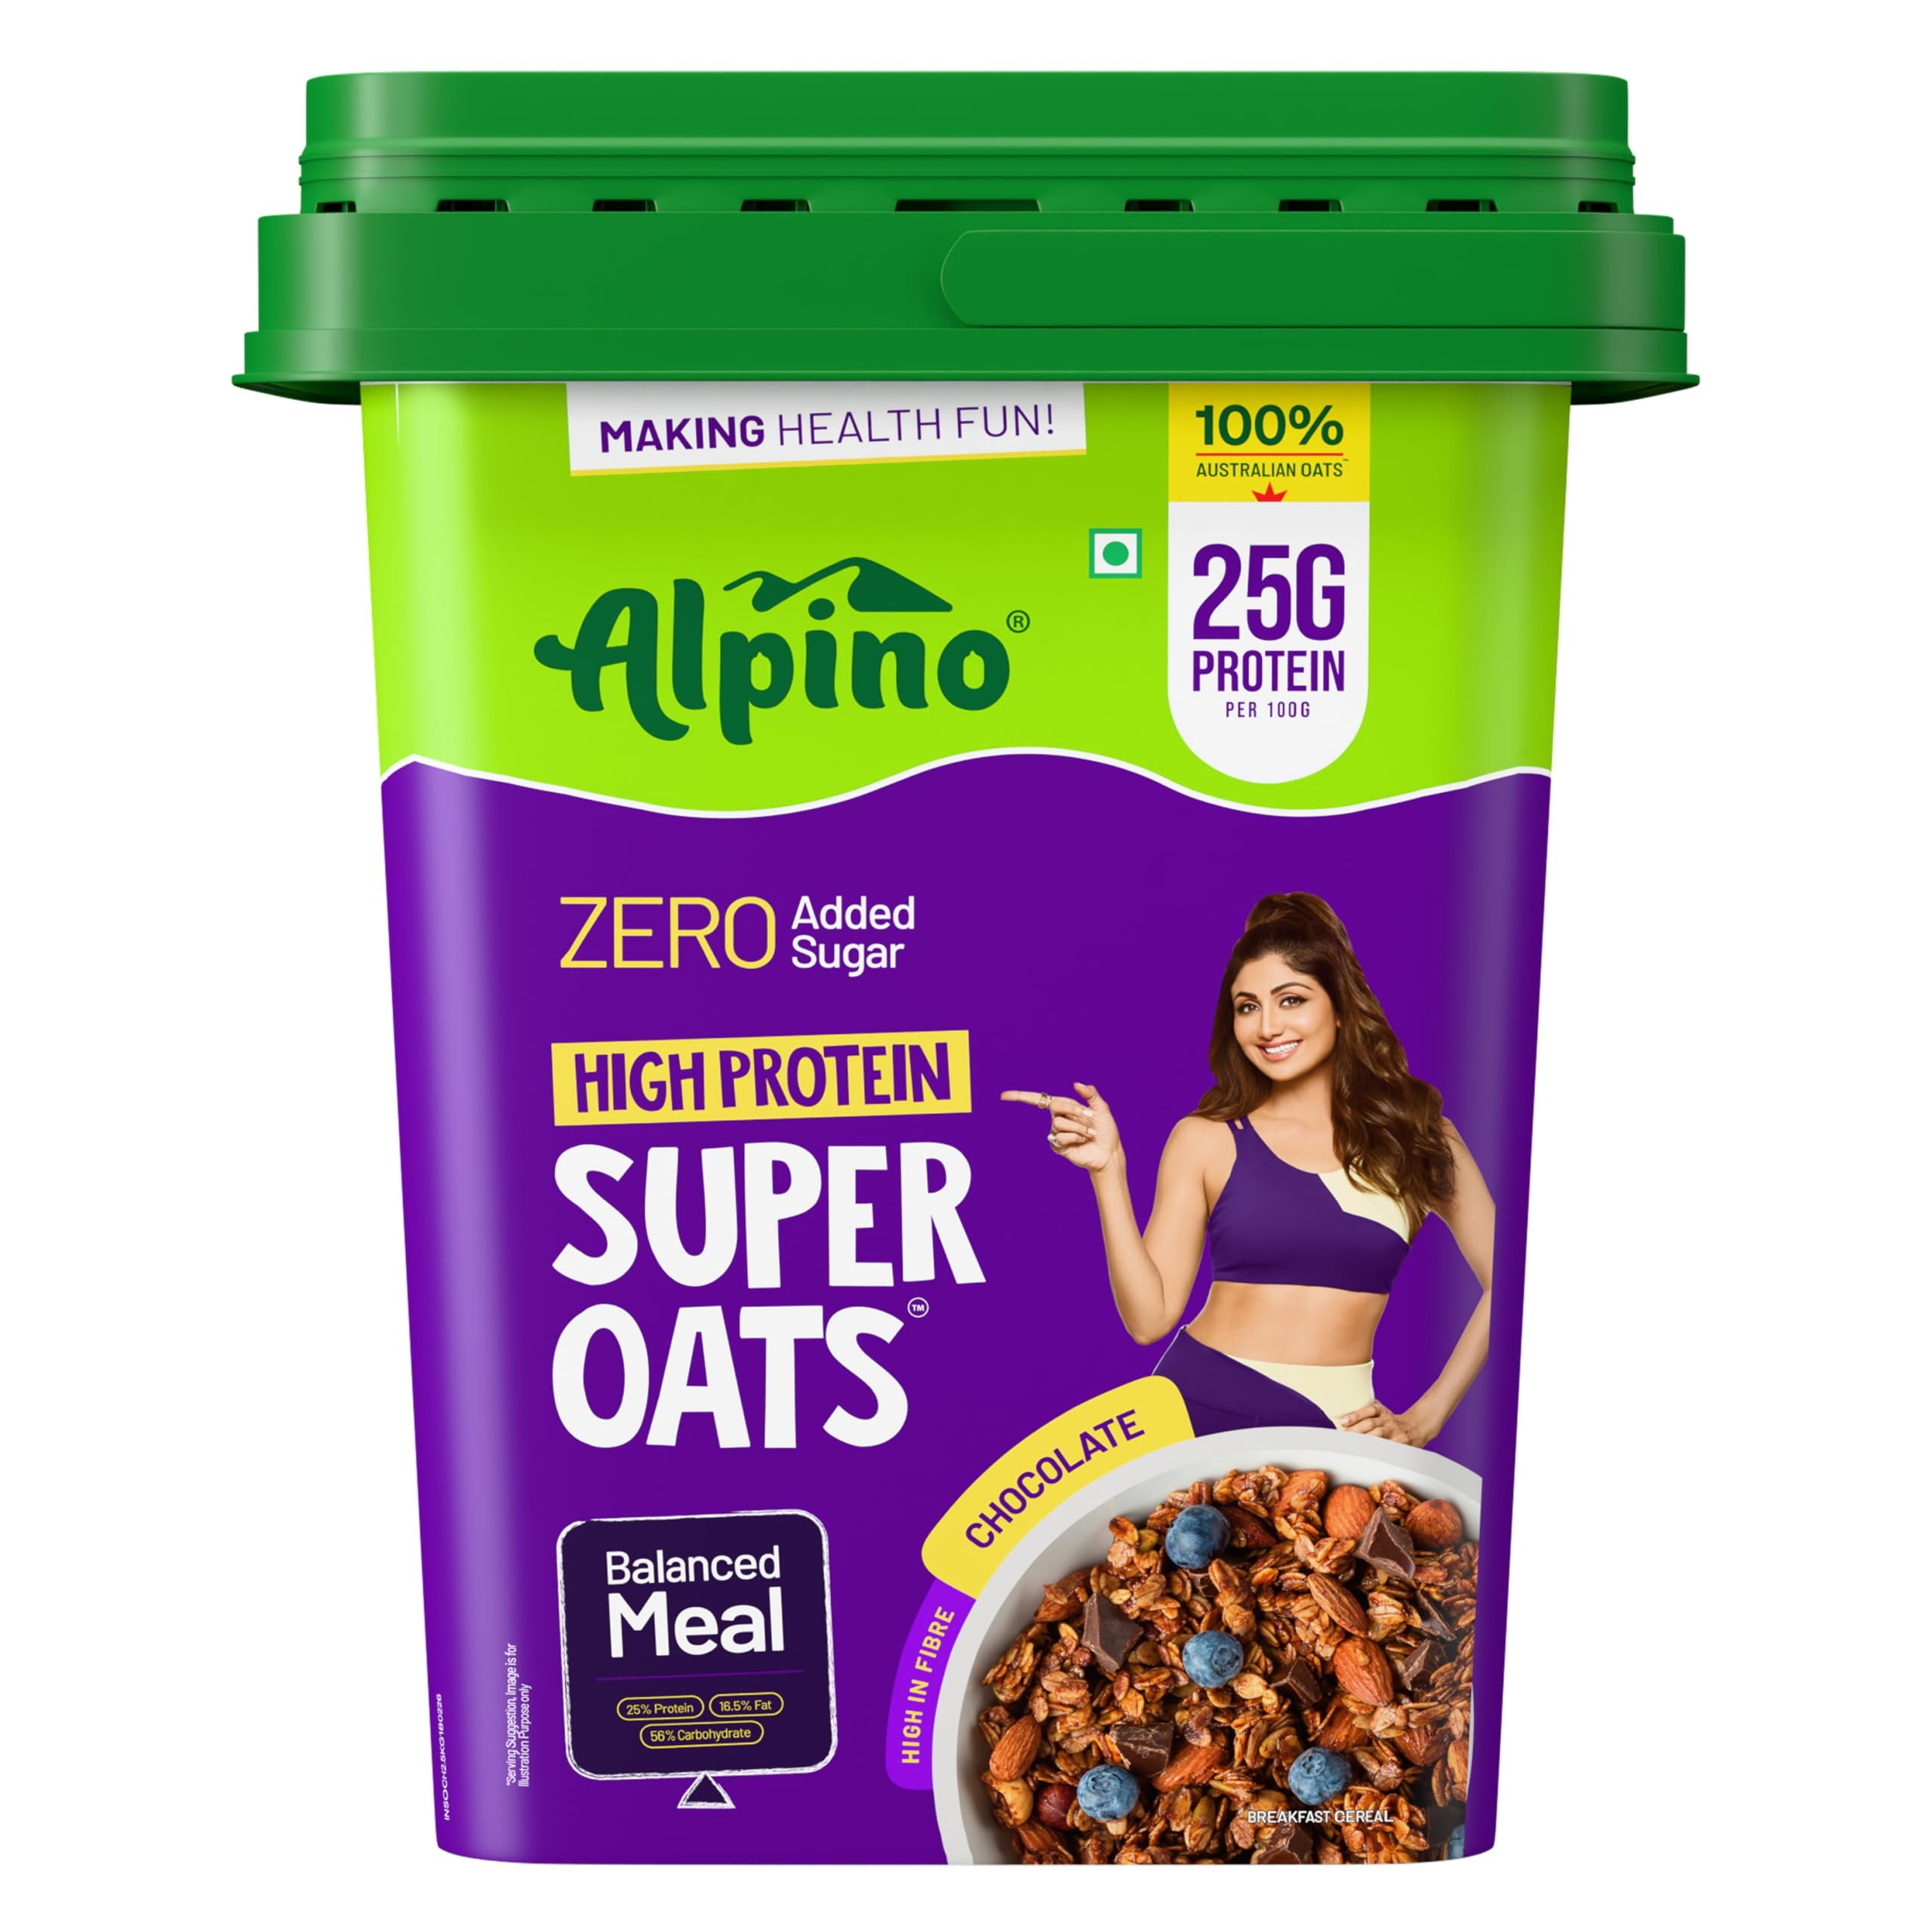 MAKING HEALTH FUN!
100%
AUSTRALIAN OATS™
Alpino®
25G
PROTEIN
PER 100G
ZERO Added
Sugar
HIGH PROTEIN
SUPER
OATS™
CHOCOLATE
HIGH IN FIBRE
Balanced
Meal
25% Protein 16.5% Fat
56% Carbohydrate
*Serving Suggestion, Image is for
Illustration Purpose only
BREAKFAST CEREAL